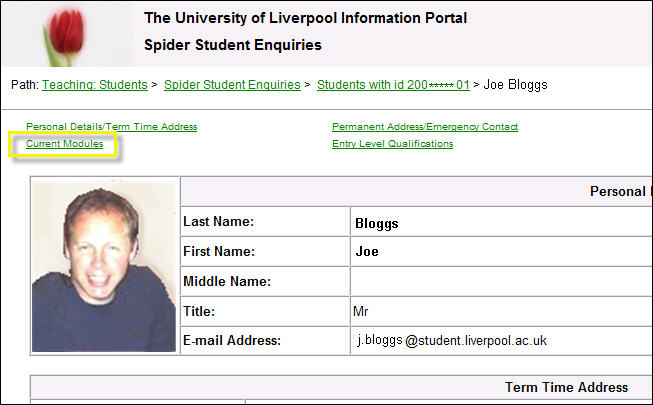 The University of Liverpool Information Portal
Spider Student Enquiries
Path: Teaching: Students > Spider Student Enquiries > Students with id 200*****01 > Joe Bloggs
Personal Details/Term Time Address Permanent Address/Emergency Contact
Current Modules Entry Level Qualifications
Personal
Last Name: Bloggs
First Name: Joe
Middle Name:
Title: Mr
E-mail Address: j.bloggs@student.liverpool.ac.uk
Term Time Address